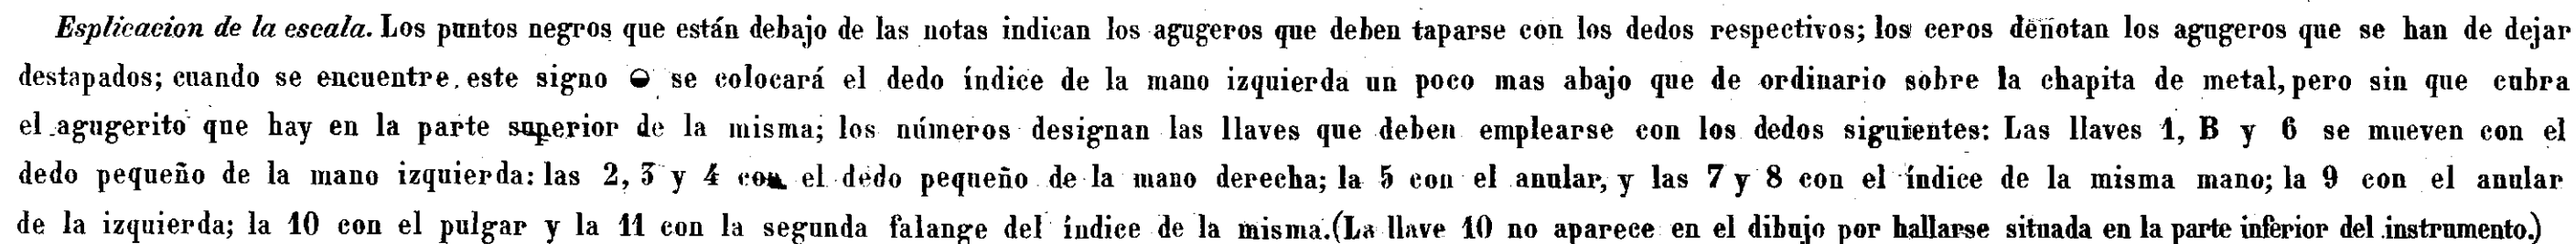 Esplicacion de la escala. Los puntos negros que están debajo de las notas indican los agugeros que deben taparse con los dedos respectivos; los ceros denotan los agugeros que se han de dejar
destapados; cuando se encuentre este signo ◒ se colocará el dedo índice de la mano izquierda un poco mas abajo que de ordinario sobre la chapita de metal, pero sin que cubra
el agugerito que hay en la parte superior de la misma; los números designan las llaves que deben emplearse con los dedos siguientes: Las llaves 1, B y 6 se mueven con el
dedo pequeño de la mano izquierda: las 2, 3 y 4 con el dedo pequeño de la mano derecha; la 5 con el anular, y las 7 y 8 con el índice de la misma mano; la 9 con el anular
de la izquierda; la 10 con el pulgar y la 11 con la segunda falange del índice de la misma. (La llave 10 no aparece en el dibujo por hallarse situada en la parte inferior del instrumento.)